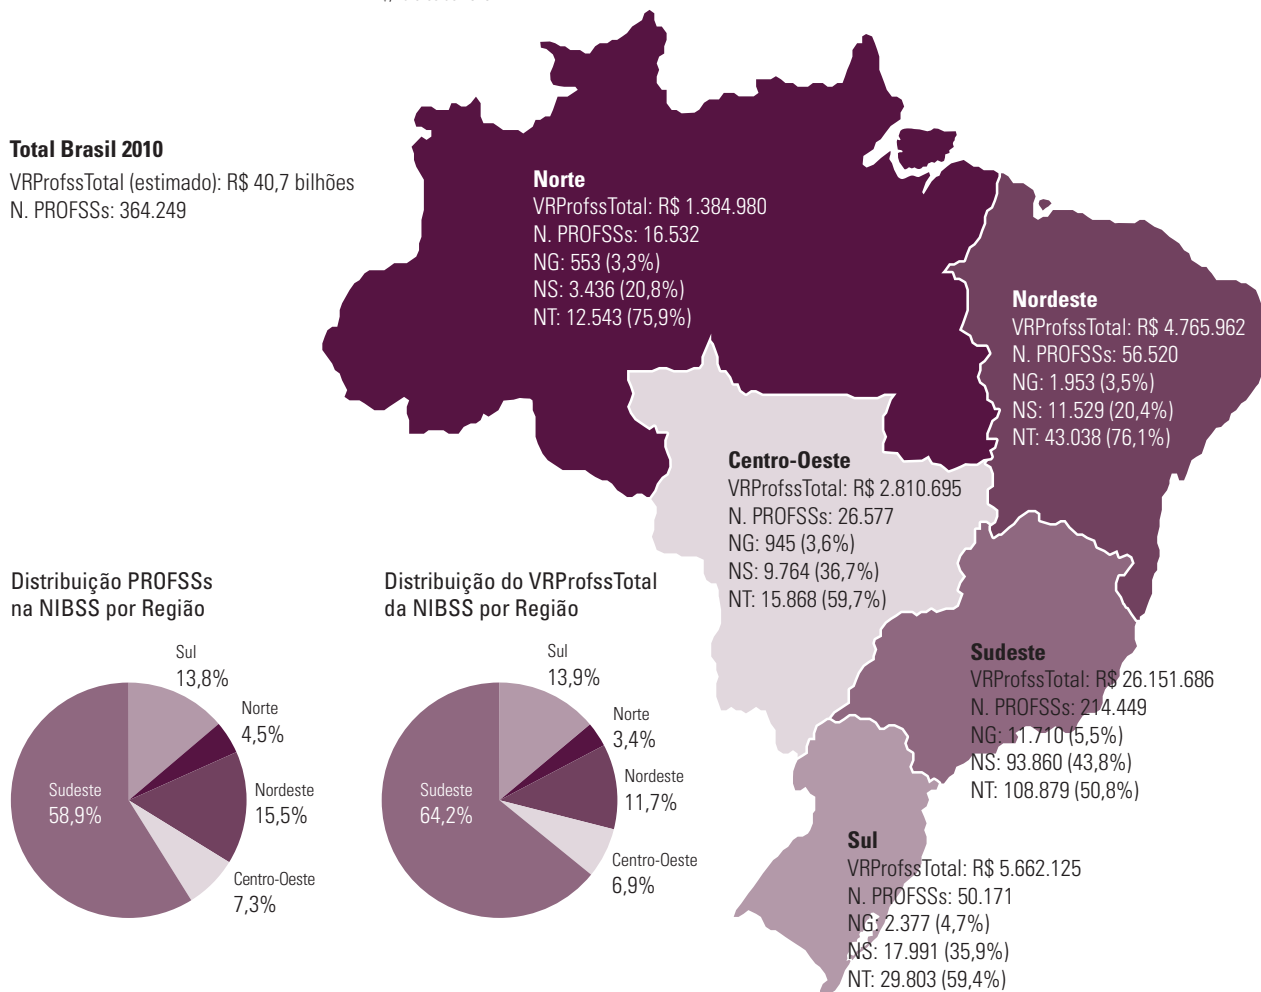 Total Brasil 2010
VRProfssTotal (estimado): R$ 40,7 bilhões
N. PROFSSs: 364.249
Norte
VRProfssTotal: R$ 1.384.980
N. PROFSSs: 16.532
NG: 553 (3,3%)
NS: 3.436 (20,8%)
NT: 12.543 (75,9%)
Nordeste
VRProfssTotal: R$ 4.765.962
N. PROFSSs: 56.520
NG: 1.953 (3,5%)
NS: 11.529 (20,4%)
NT: 43.038 (76,1%)
Centro-Oeste
VRProfssTotal: R$ 2.810.695
N. PROFSSs: 26.577
NG: 945 (3,6%)
NS: 9.764 (36,7%)
NT: 15.868 (59,7%)
Sudeste
VRProfssTotal: R$ 26.151.686
N. PROFSSs: 214.449
NG: 11.710 (5,5%)
NS: 93.860 (43,8%)
NT: 108.879 (50,8%)
Sul
VRProfssTotal: R$ 5.662.125
N. PROFSSs: 50.171
NG: 2.377 (4,7%)
NS: 17.991 (35,9%)
NT: 29.803 (59,4%)
Distribuição PROFSSs
na NIBSS por Região
Sul
13,8%
Norte
4,5%
Nordeste
15,5%
Centro-Oeste
7,3%
Sudeste
58,9%
Distribuição do VRProfssTotal
da NIBSS por Região
Sul
13,9%
Norte
3,4%
Nordeste
11,7%
Centro-Oeste
6,9%
Sudeste
64,2%